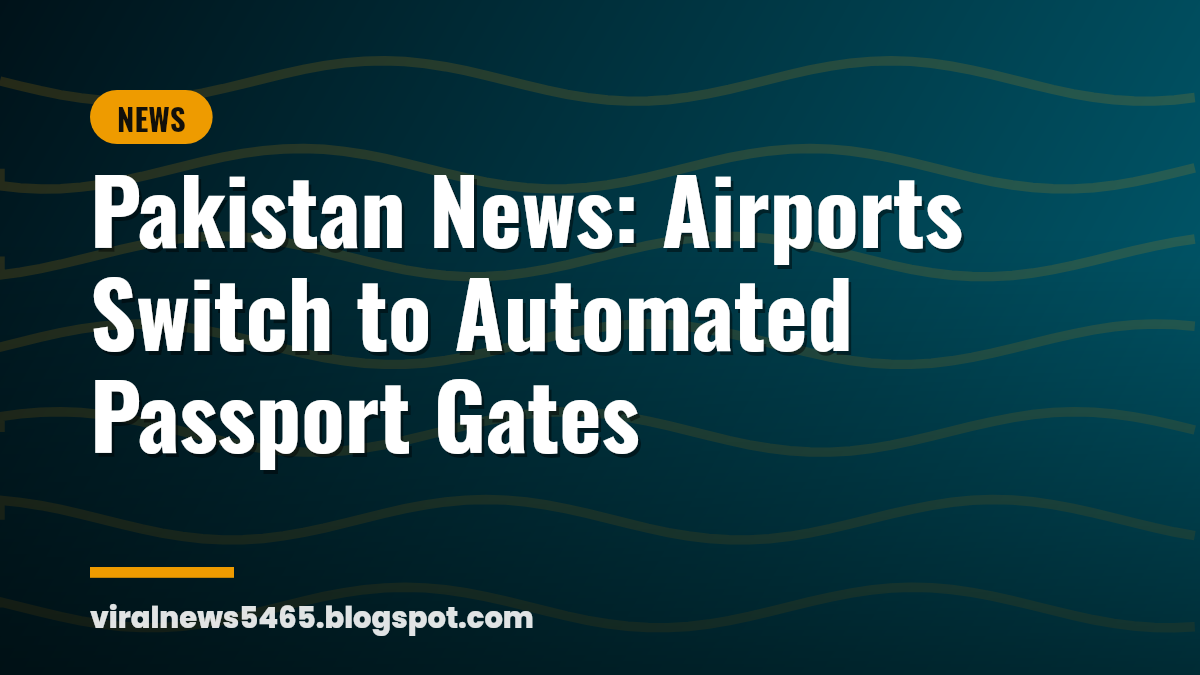 NEWS
Pakistan News: Airports
Switch to Automated
Passport Gates
viralnews5465.blogspot.com